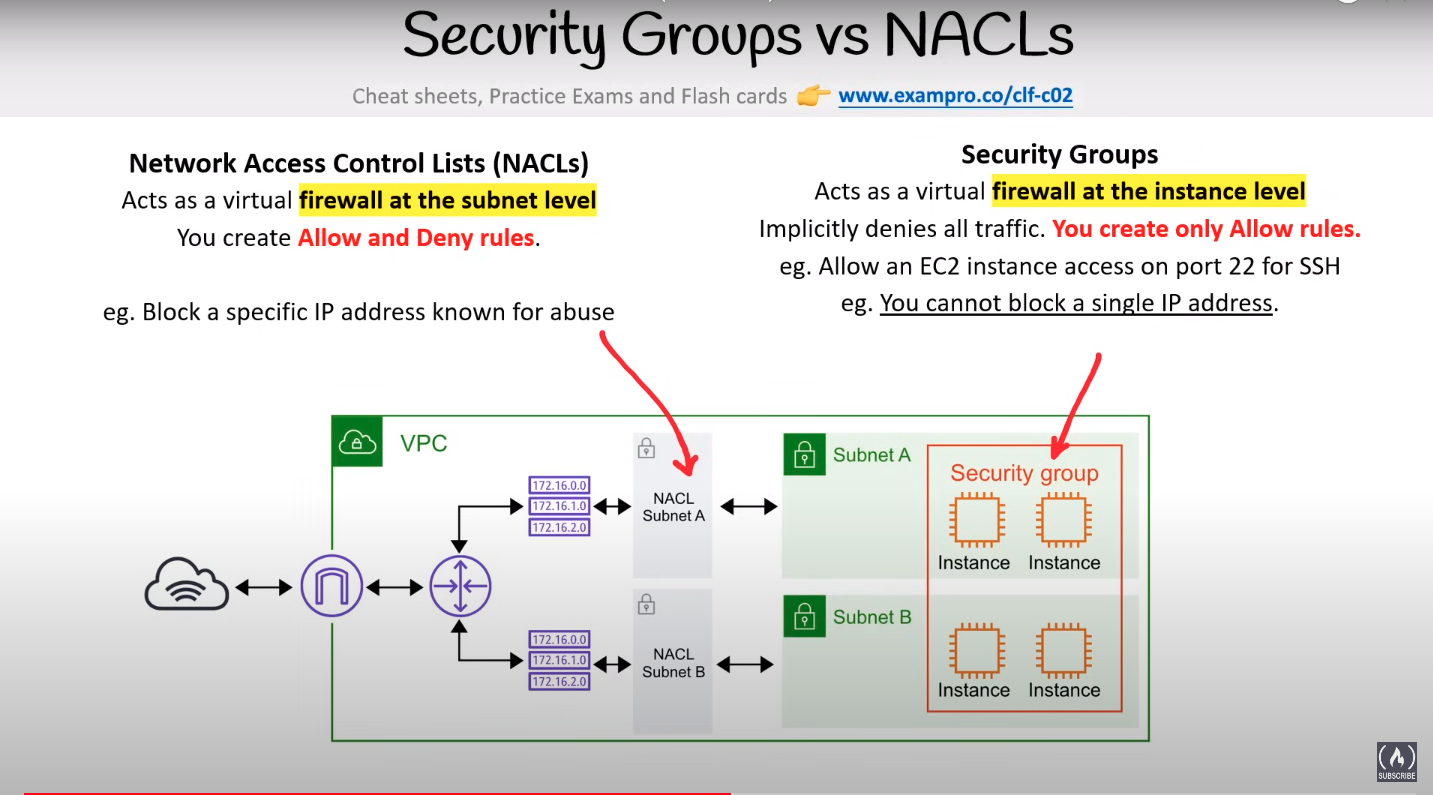 Security Groups vs NACLs
Cheat sheets, Practice Exams and Flash cards 👉 www.exampro.co/clf-c02
Network Access Control Lists (NACLs)
Acts as a virtual firewall at the subnet level
You create Allow and Deny rules.
eg. Block a specific IP address known for abuse
Security Groups
Acts as a virtual firewall at the instance level
Implicitly denies all traffic. You create only Allow rules.
eg. Allow an EC2 instance access on port 22 for SSH
eg. You cannot block a single IP address.
VPC
172.16.0.0
172.16.1.0
172.16.2.0
NACL
Subnet A
Subnet A
Security group
Instance
Instance
172.16.0.0
172.16.1.0
172.16.2.0
NACL
Subnet B
Subnet B
Instance
Instance
SUBSCRIBE